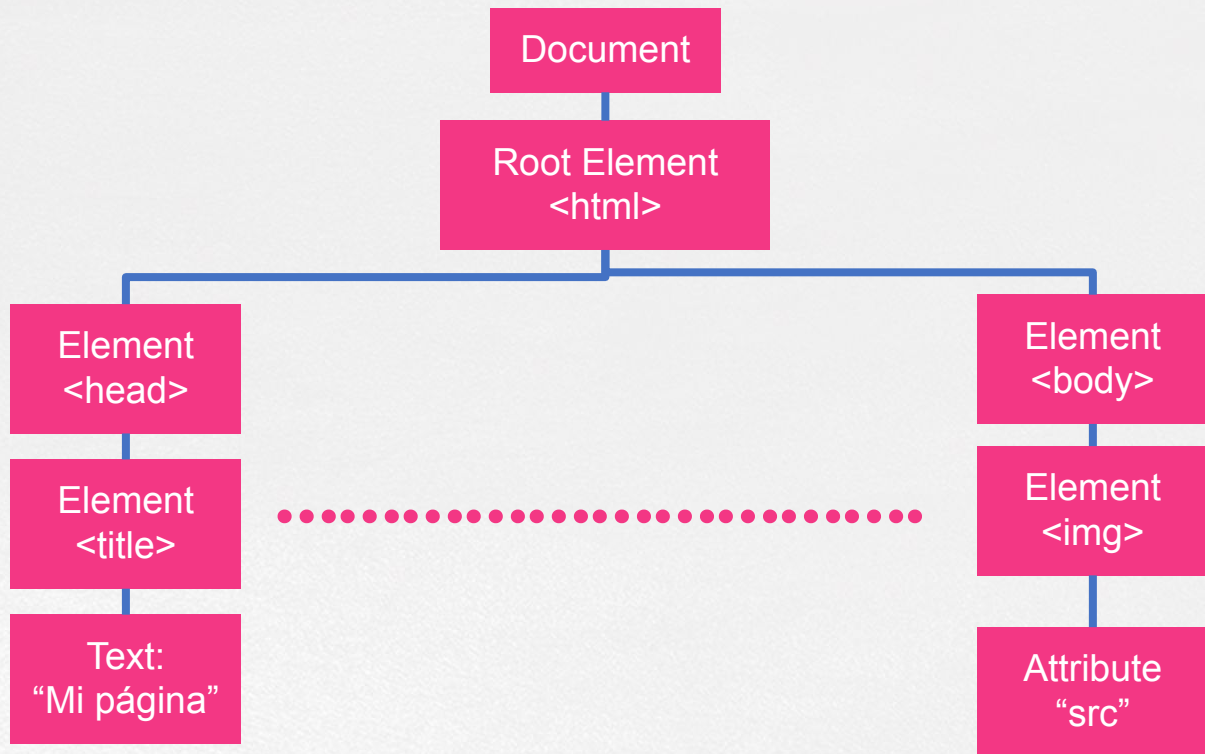 Document
Root Element
<html>
Element
<head>
Element
<body>
Element
<title>
Element
<img>
Text:
“Mi página”
Attribute
“src”